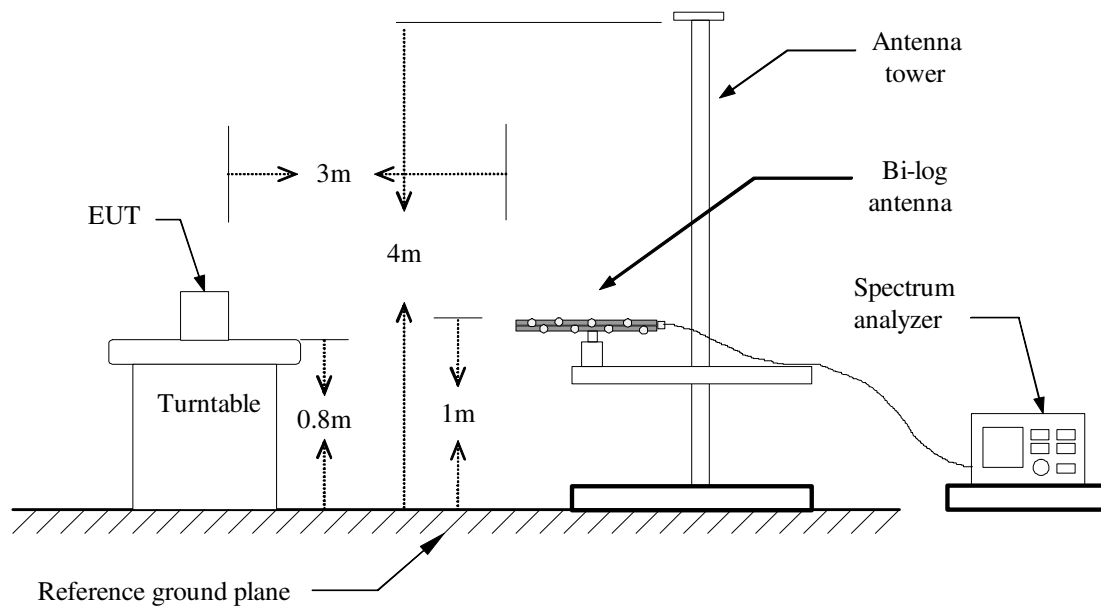 Antenna
tower
3m
Bi-log
antenna
EUT
4m
Spectrum
analyzer
Turntable
0.8m
1m
Reference ground plane